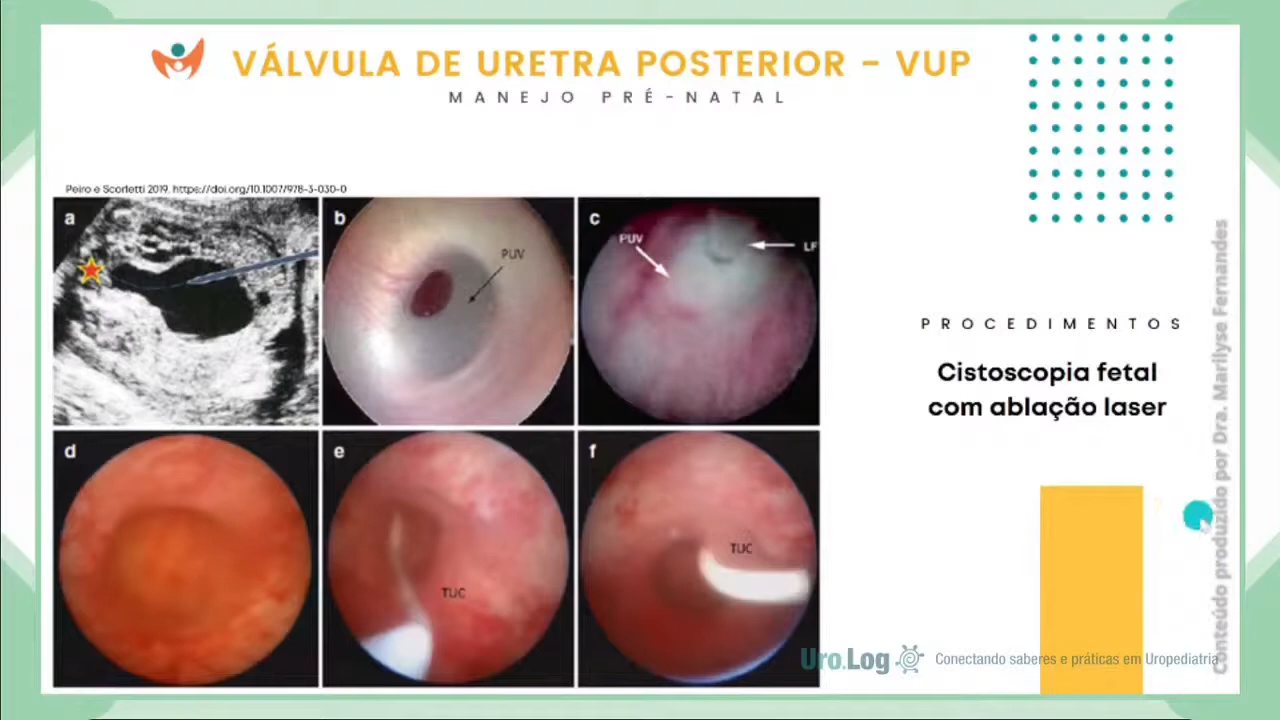 VÁLVULA DE URETRA POSTERIOR - VUP
MANEJO PRÉ-NATAL
Peiro e Scorletti 2019. https://doi.org/10.1007/978-3-030-0
a
b
PUV
c
PUV
LF
d
e
TUC
f
TUC
PROCEDIMENTOS
Cistoscopia fetal
com ablação laser
Conteúdo produzido por Dra. Marilyse Fernandes
Uro.Log
Conectando saberes e práticas em Uropediatria